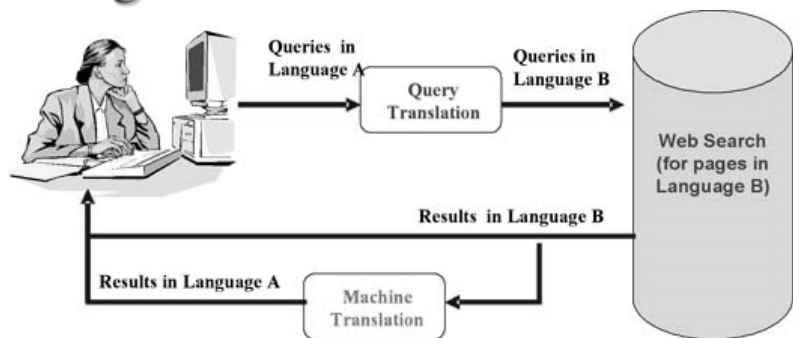 Queries in
Language A
Queries in
Language B
Query
Translation
Web Search
(for pages in
Language B)
Results in Language B
Results in Language A
Machine
Translation